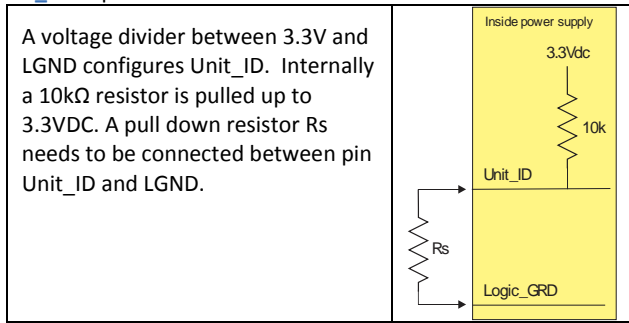 A voltage divider between 3.3V and
LGND configures Unit_ID.  Internally
a 10kΩ resistor is pulled up to
3.3VDC. A pull down resistor Rs
needs to be connected between pin
Unit_ID and LGND.
Inside power supply
3.3Vdc
10k
Unit_ID
Rs
Logic_GRD